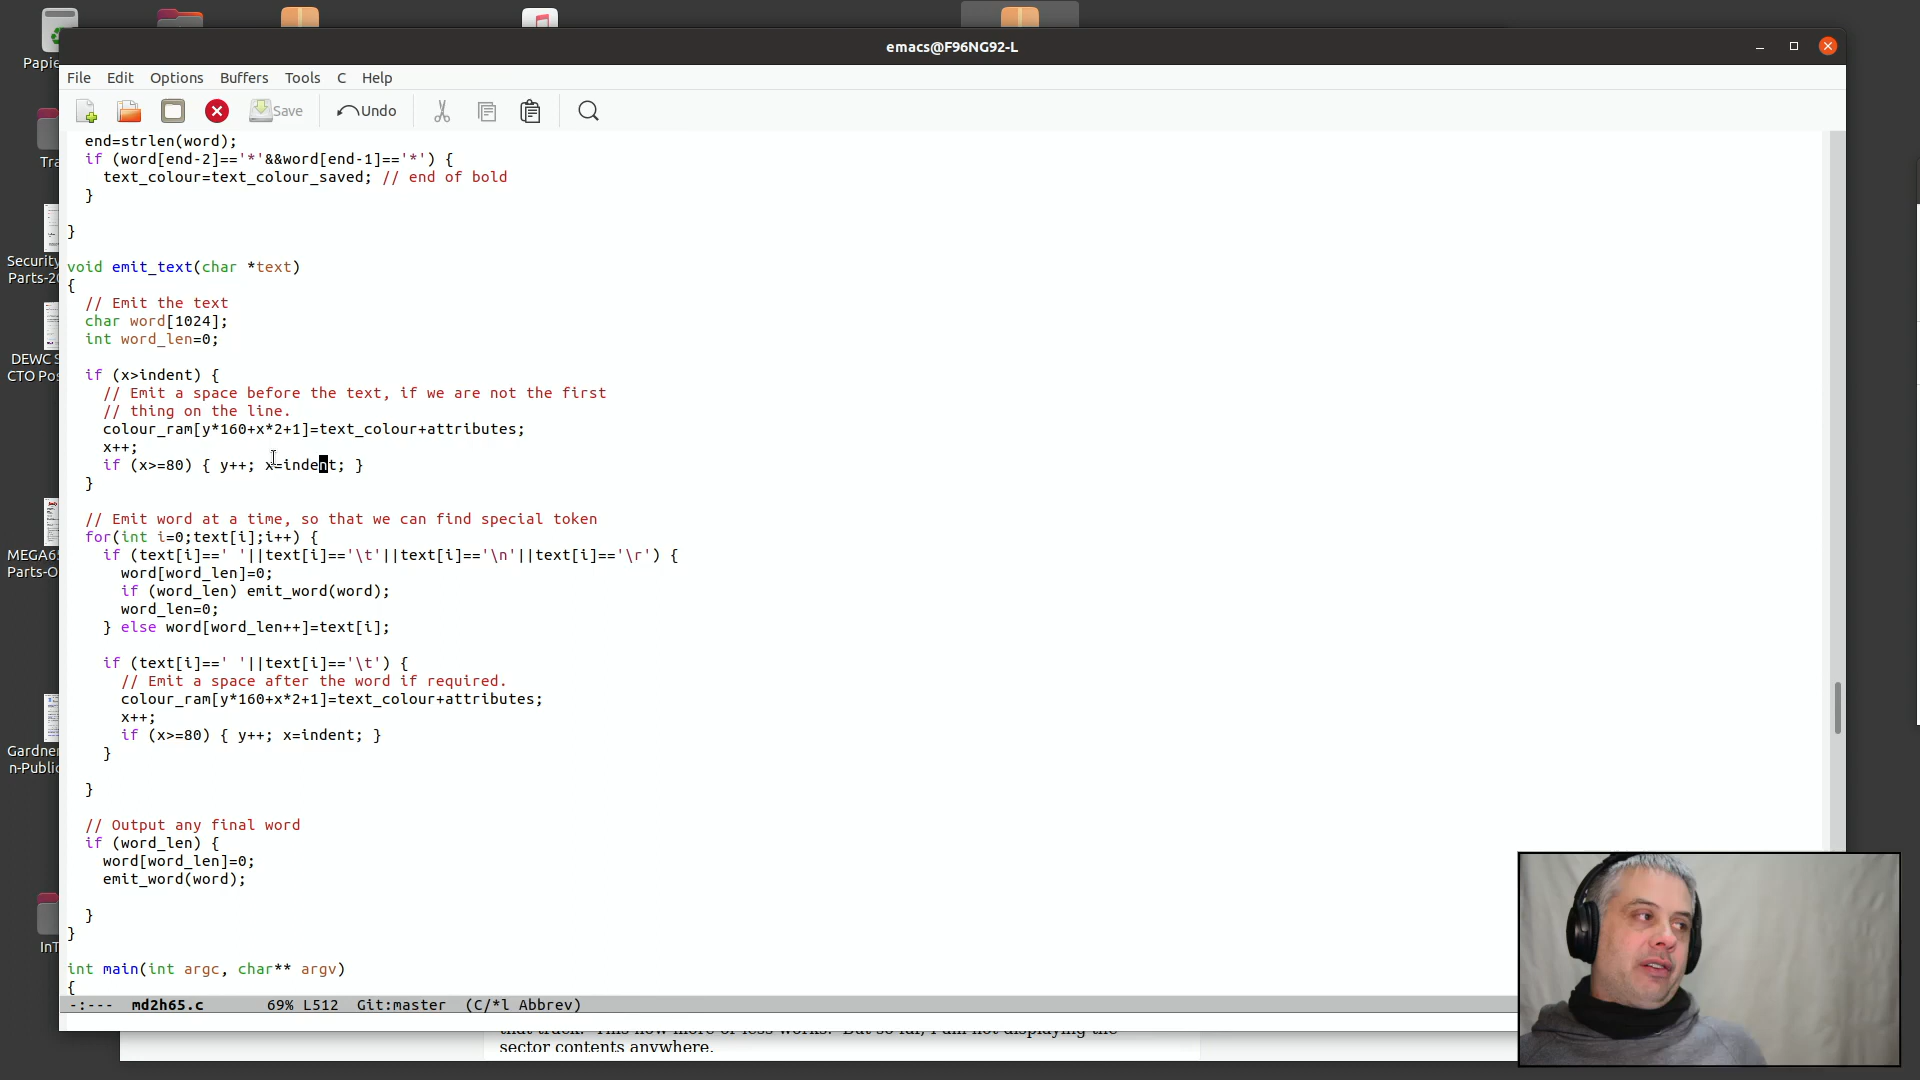 emacs@F96NG92-L
File Edit Options Buffers Tools C Help
Save Undo
end=strlen(word);
if (word[end-2]=='*'&&word[end-1]=='*') {
text_colour=text_colour_saved; // end of bold
}
}
void emit_text(char *text)
{
// Emit the text
char word[1024];
int word_len=0;
if (x>indent) {
// Emit a space before the text, if we are not the first
// thing on the line.
colour_ram[y*160+x*2+1]=text_colour+attributes;
x++;
if (x>=80) { y++; x=indent; }
}
// Emit word at a time, so that we can find special token
for(int i=0;text[i];i++) {
if (text[i]==' '||text[i]=='\t'||text[i]=='\n'||text[i]=='\r') {
word[word_len]=0;
if (word_len) emit_word(word);
word_len=0;
} else word[word_len++]=text[i];
if (text[i]==' '||text[i]=='\t') {
// Emit a space after the word if required.
colour_ram[y*160+x*2+1]=text_colour+attributes;
x++;
if (x>=80) { y++; x=indent; }
}
}
// Output any final word
if (word_len) {
word[word_len]=0;
emit_word(word);
}
}
int main(int argc, char** argv)
{
-:--- md2h65.c 69% L512 Git:master (C/*l Abbrev)
sector contents anywhere.
Papie
Tra
Security
Parts-20
DEWC S
CTO Pos
MEGA65
Parts-O
Gardner
n-Public
InT